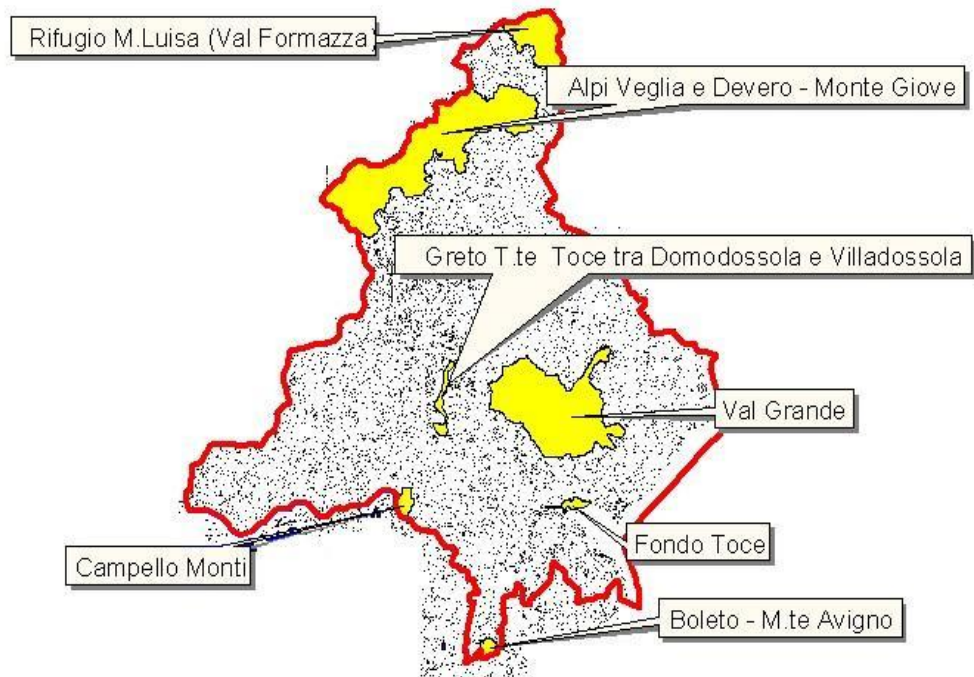 Rifugio M.Luisa (Val Formazza
Alpi Veglia e Devero - Monte Giove
Greto T.te Toce tra Domodossola e Villadossola
Val Grande
Fondo Toce
Campello Monti
Boleto - M.te Avigno